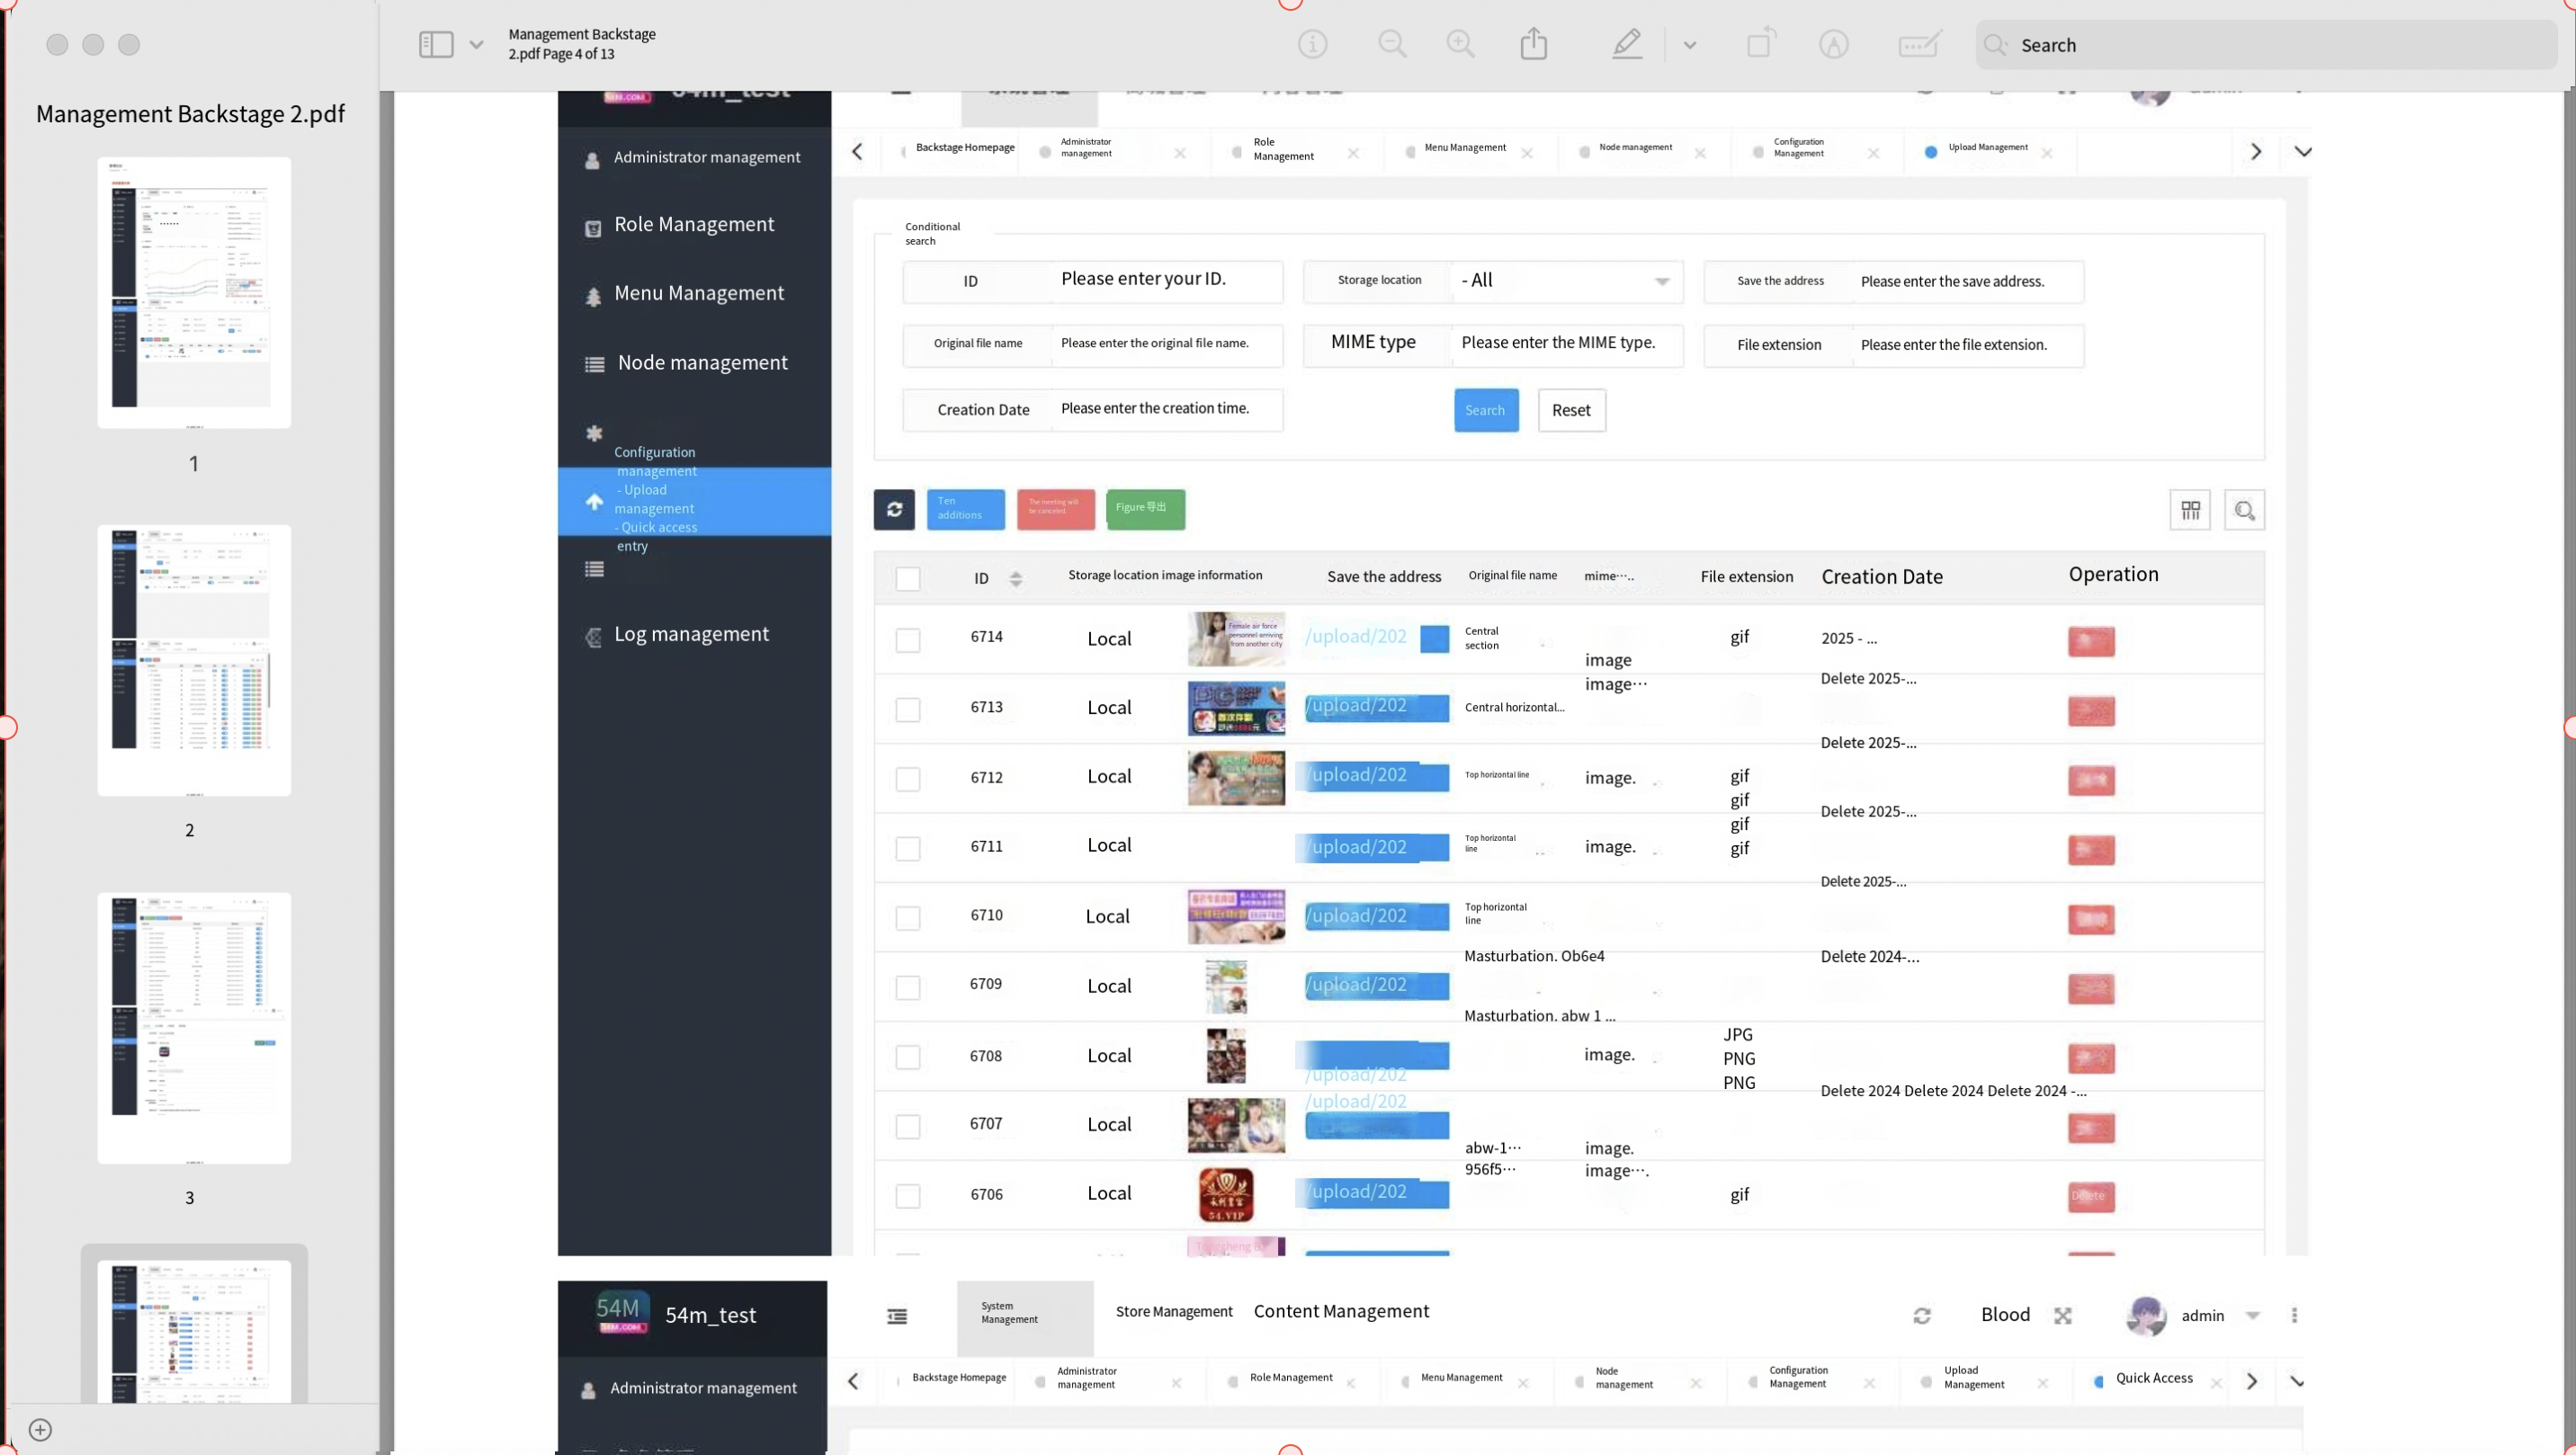 Management Backstage
2.pdf Page 4 of 13
Search
Management Backstage 2.pdf
1
2
3
Administrator management
Role Management
Menu Management
Node management
Configuration
management
- Upload
management
- Quick access
entry
Log management
Backstage Homepage
Administrator
management
Role
Management
Menu Management
Node management
Configuration
Management
Upload Management
Conditional
search
ID
Please enter your ID.
Storage location
- All
Save the address
Please enter the save address.
Original file name
Please enter the original file name.
MIME type
Please enter the MIME type.
File extension
Please enter the file extension.
Creation Date
Please enter the creation time.
Search
Reset
Ten
additions
The meeting will
be canceled
Figure 导出
ID
Storage location image information
Save the address
Original file name
mime···..
File extension
Creation Date
Operation
6714
Local
Female air force
personnel arriving
from another city
/upload/202
Central
section
image
gif
2025 - ...
image···
Delete 2025-...
6713
Local
/upload/202
Central horizontal...
Delete 2025-...
6712
Local
/upload/202
Top horizontal line
image.
gif
gif
Delete 2025-...
gif
6711
Local
/upload/202
Top horizontal
line
image.
gif
Delete 2025-...
6710
Local
/upload/202
Top horizontal
line
Masturbation. Ob6e4
Delete 2024-...
6709
Local
/upload/202
Masturbation. abw 1 ...
JPG
6708
Local
image.
PNG
/upload/202
PNG
Delete 2024 Delete 2024 Delete 2024 -...
/upload/202
6707
Local
abw-1···
image.
956f5···
image···.
6706
Local
54.VIP
/upload/202
gif
Delete
54M
54M.COM
54m_test
System
Management
Store Management
Content Management
Blood
admin
Administrator management
Backstage Homepage
Administrator
management
Role Management
Menu Management
Node
management
Configuration
Management
Upload
Management
Quick Access